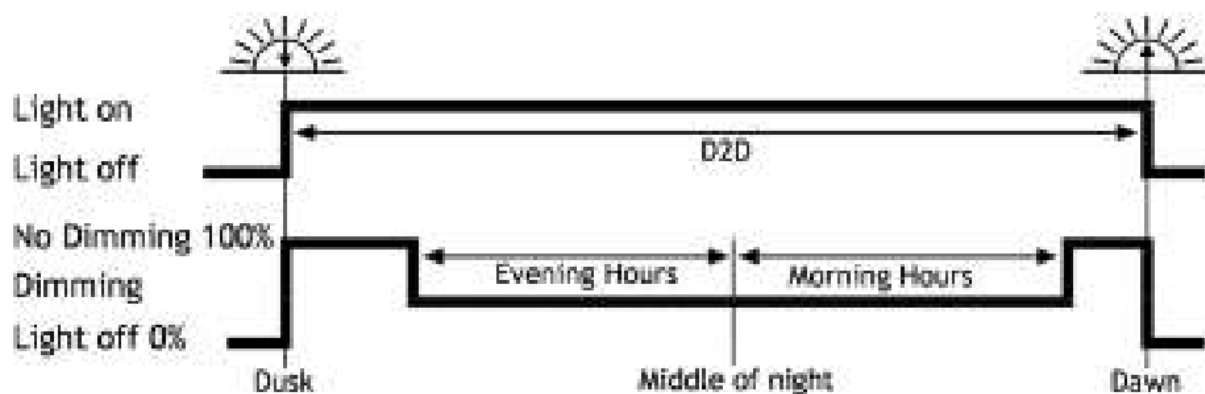 Light on
D2D
Light off
No Dimming 100%
Evening Hours
Morning Hours
Dimming
Light off 0%
Dusk
Middle of night
Dawn